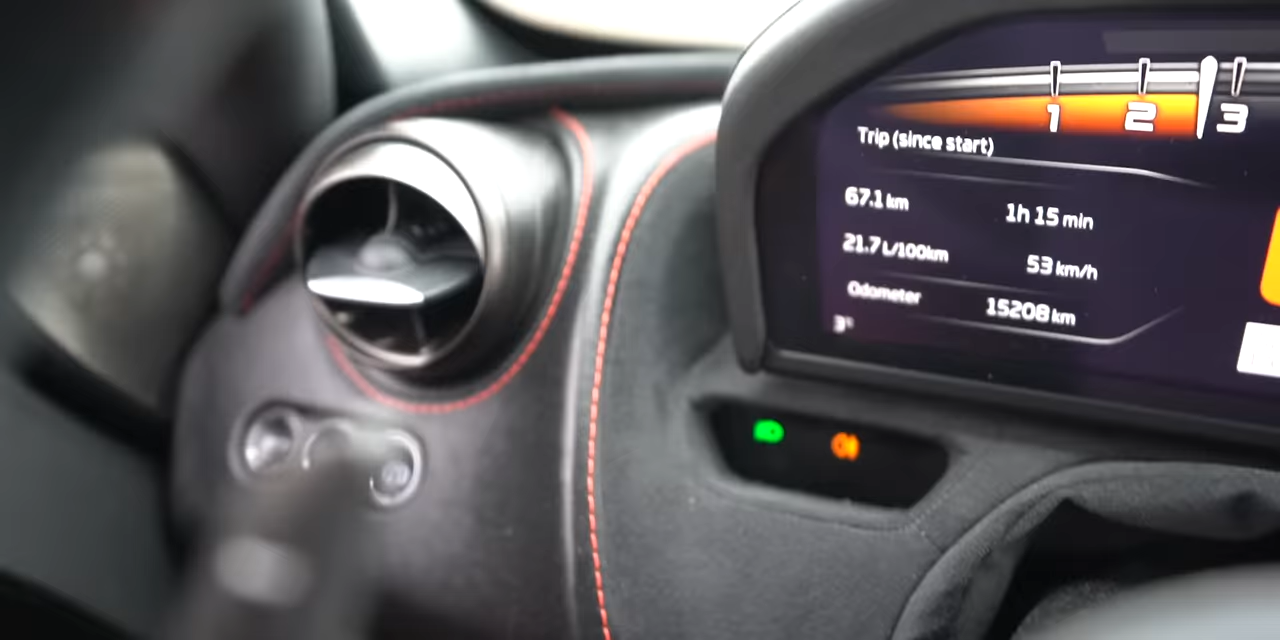 1 2 3
Trip (since start)
67.1 km 1h 15 min
21.7 L/100km 53 km/h
Odometer 15208 km
3°